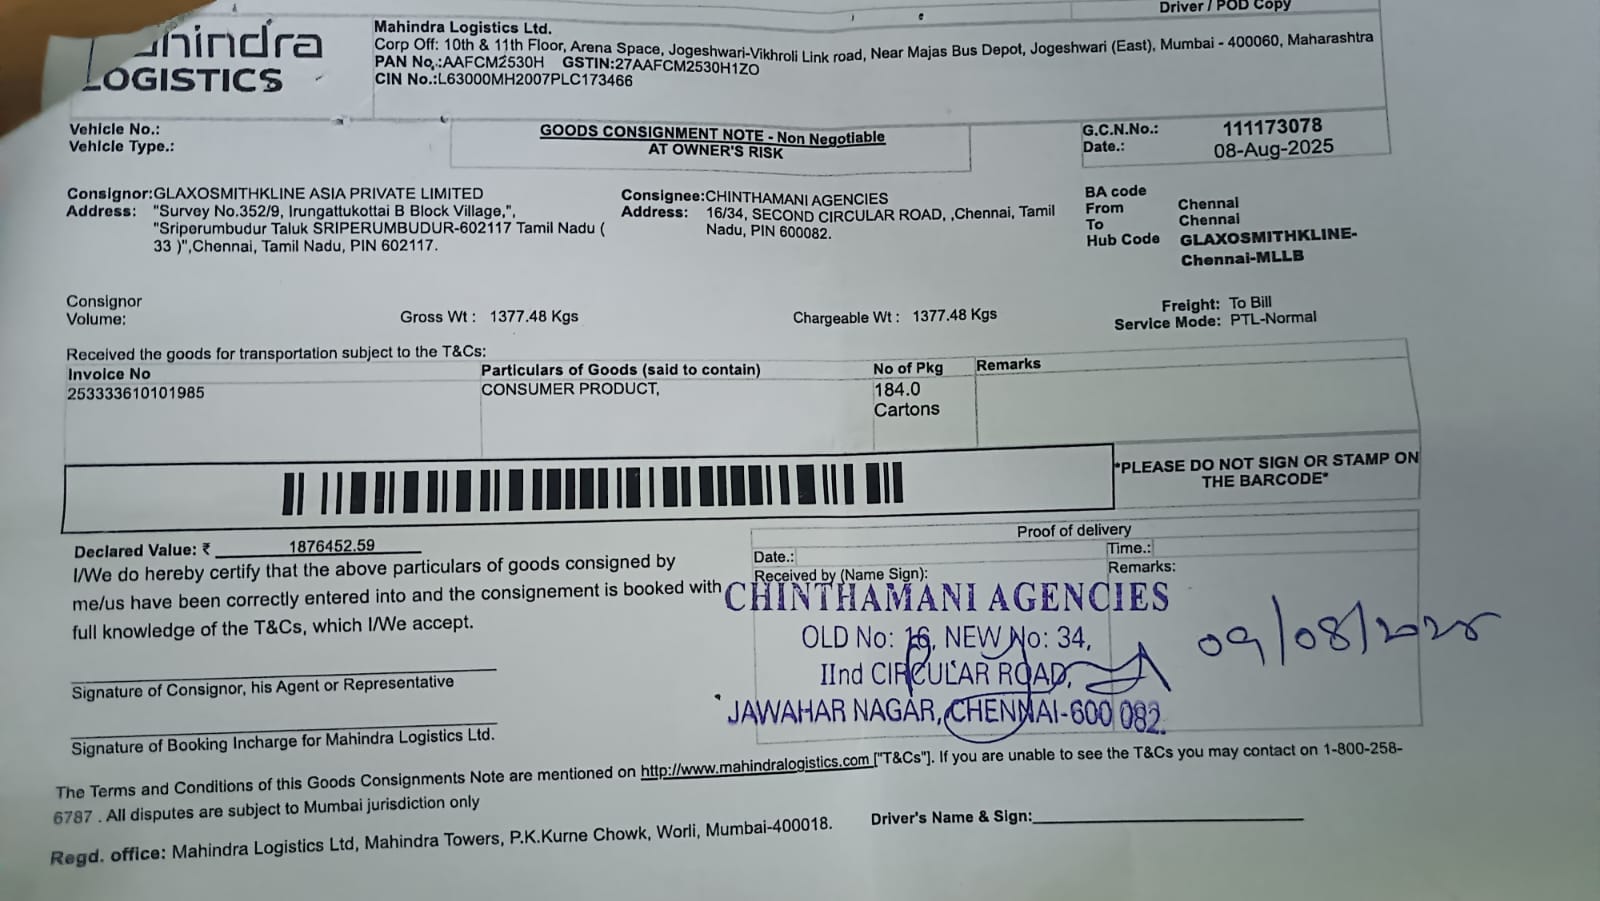 Driver / POD Copy
hindra
LOGISTICS
Mahindra Logistics Ltd.
Corp Off: 10th & 11th Floor, Arena Space, Jogeshwari-Vikhroli Link road, Near Majas Bus Depot, Jogeshwari (East), Mumbai - 400060, Maharashtra
PAN No,:AAFCM2530H GSTIN:27AAFCM2530H1ZO
CIN No.:L63000MH2007PLC173466
Vehicle No.:
Vehicle Type.:
GOODS CONSIGNMENT NOTE - Non Negotiable
AT OWNER'S RISK
G.C.N.No.: 111173078
Date.: 08-Aug-2025
Consignor:GLAXOSMITHKLINE ASIA PRIVATE LIMITED
Address: "Survey No.352/9, Irungattukottai B Block Village,",
"Sriperumbudur Taluk SRIPERUMBUDUR-602117 Tamil Nadu (
33 )",Chennai, Tamil Nadu, PIN 602117.
Consignee:CHINTHAMANI AGENCIES
Address: 16/34, SECOND CIRCULAR ROAD, ,Chennai, Tamil
Nadu, PIN 600082.
BA code
From Chennai
To Chennai
Hub Code GLAXOSMITHKLINE-
Chennai-MLLB
Consignor
Volume:
Gross Wt : 1377.48 Kgs
Chargeable Wt : 1377.48 Kgs
Freight: To Bill
Service Mode: PTL-Normal
Received the goods for transportation subject to the T&Cs:
Invoice No Particulars of Goods (said to contain) No of Pkg Remarks
253333610101985 CONSUMER PRODUCT, 184.0
Cartons
*PLEASE DO NOT SIGN OR STAMP ON
THE BARCODE*
Declared Value: ₹ 1876452.59
I/We do hereby certify that the above particulars of goods consigned by
me/us have been correctly entered into and the consignement is booked with
full knowledge of the T&Cs, which I/We accept.
Signature of Consignor, his Agent or Representative
Signature of Booking Incharge for Mahindra Logistics Ltd.
Proof of delivery
Date.: Time.:
Received by (Name Sign): Remarks:
CHINTHAMANI AGENCIES
OLD No: 16, NEW No: 34,
IInd CIRCULAR ROAD,
JAWAHAR NAGAR, CHENNAI-600 082.
09/08/2025
The Terms and Conditions of this Goods Consignments Note are mentioned on http://www.mahindralogistics.com ["T&Cs"]. If you are unable to see the T&Cs you may contact on 1-800-258-
6787 . All disputes are subject to Mumbai jurisdiction only
Regd. office: Mahindra Logistics Ltd, Mahindra Towers, P.K.Kurne Chowk, Worli, Mumbai-400018.
Driver's Name & Sign: